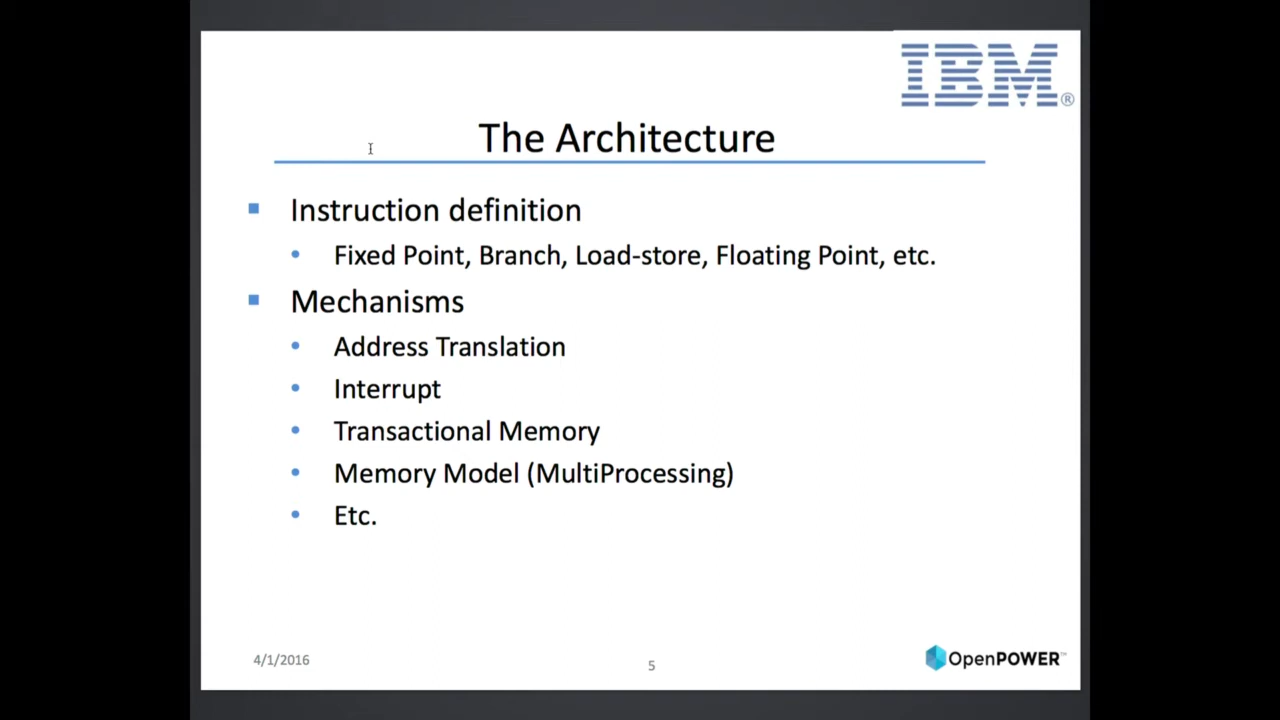 IBM®
The Architecture
Instruction definition
Fixed Point, Branch, Load-store, Floating Point, etc.
Mechanisms
Address Translation
Interrupt
Transactional Memory
Memory Model (MultiProcessing)
Etc.
4/1/2016
5
OpenPOWER™